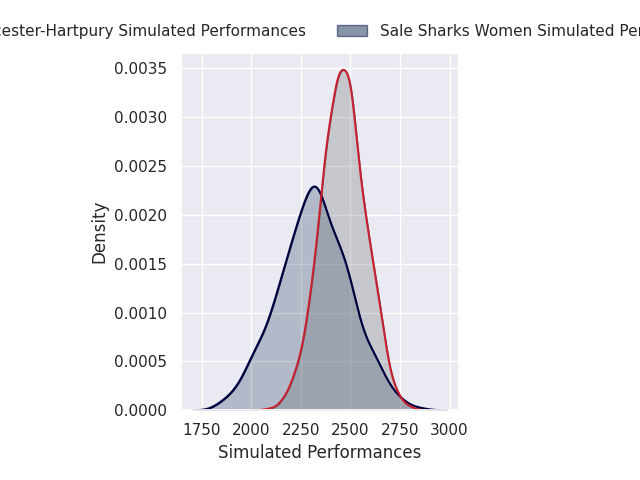 cester-Hartpury Simulated Performances Sale Sharks Women Simulated Per
0.0035
0.0030
0.0025
0.0020
0.0015
0.0010
0.0005
0.0000
Density
1750 2000 2250 2500 2750 3000
Simulated Performances